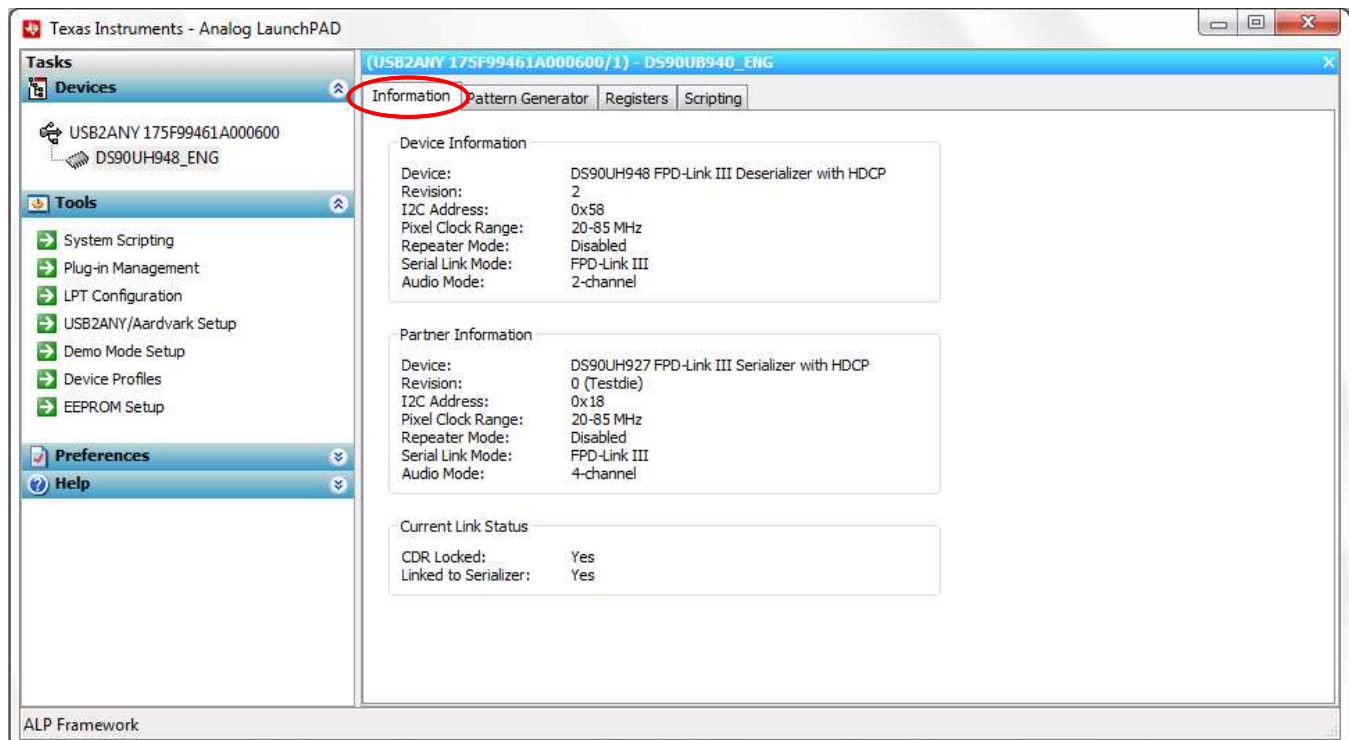 Texas Instruments - Analog LaunchPAD
Tasks
Devices
USB2ANY 175F99461A000600
DS90UH948_ENG
Tools
System Scripting
Plug-in Management
LPT Configuration
USB2ANY/Aardvark Setup
Demo Mode Setup
Device Profiles
EEPROM Setup
Preferences
Help
(USB2ANY 175F99461A000600/1) - DS90UB940_ENG
Information Pattern Generator Registers Scripting
Device Information
Device: DS90UH948 FPD-Link III Deserializer with HDCP
Revision: 2
I2C Address: 0x58
Pixel Clock Range: 20-85 MHz
Repeater Mode: Disabled
Serial Link Mode: FPD-Link III
Audio Mode: 2-channel
Partner Information
Device: DS90UH927 FPD-Link III Serializer with HDCP
Revision: 0 (Testdie)
I2C Address: 0x18
Pixel Clock Range: 20-85 MHz
Repeater Mode: Disabled
Serial Link Mode: FPD-Link III
Audio Mode: 4-channel
Current Link Status
CDR Locked: Yes
Linked to Serializer: Yes
ALP Framework